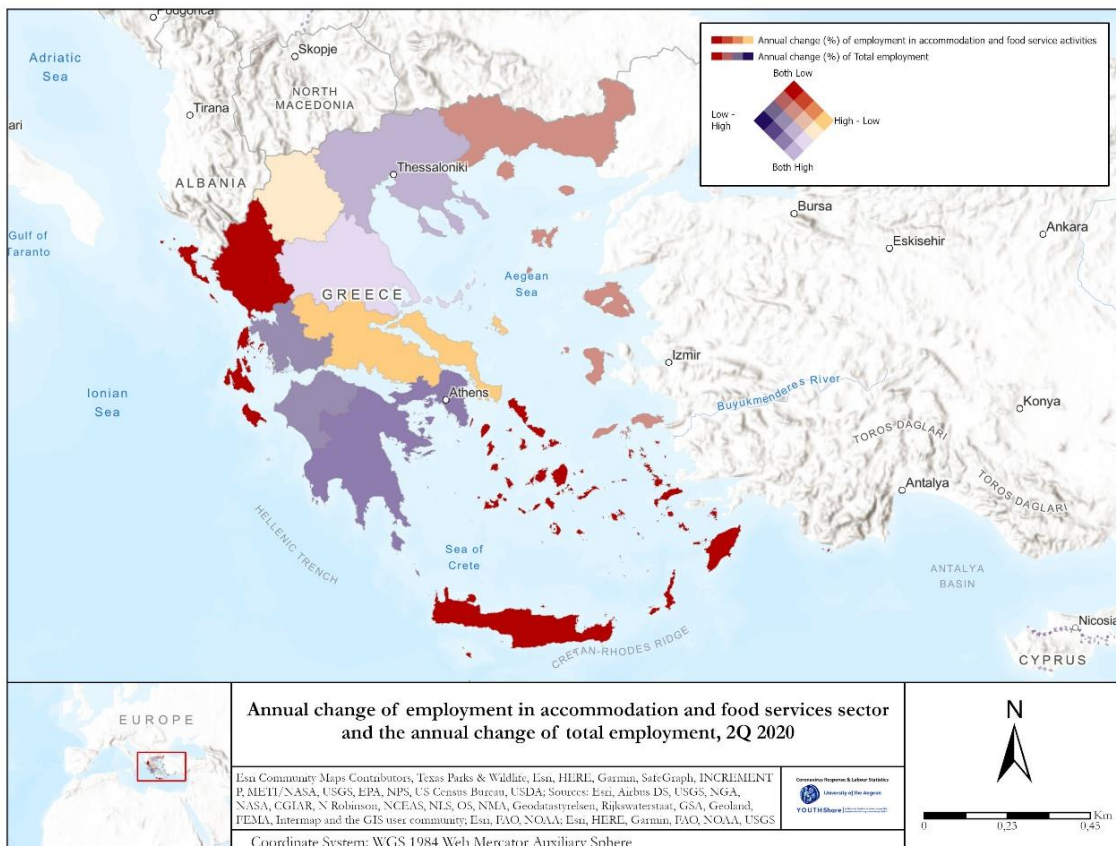 Podgorica
Adriatic
Sea
Skopje
NORTH
MACEDONIA
Tirana
ari
ALBANIA
Thessaloniki
Gulf of
Taranto
Bursa
Ankara
Eskisehir
Aegean
Sea
GREECE
Izmir
Buyukmenderes River
Ionian
Sea
Athens
Konya
TOROS DAGLARI
Antalya
TOROS DAGLARI
HELLENIC TRENCH
Sea of
Crete
ANTALYA
BASIN
CRETAN-RHODES RIDGE
Nicosia
CYPRUS
Annual change (%) of employment in accommodation and food service activities
Annual change (%) of Total employment
Both Low
Low -
High
High - Low
Both High
EUROPE
Annual change of employment in accommodation and food services sector
and the annual change of total employment, 2Q 2020
Esri Community Maps Contributors, Texas Parks & Wildlife, Esri, HERE, Garmin, SafeGraph, INCREMENT
P, METI/NASA, USGS, EPA, NPS, US Census Bureau, USDA; Sources: Esri, Airbus DS, USGS, NGA,
NASA, CGIAR, N Robinson, NCEAS, NLS, OS, NMA, Geodatastyrelsen, Rijkswaterstaat, GSA, Geoland,
FEMA, Intermap and the GIS user community; Esri, FAO, NOAA; Esri, HERE, Garmin, FAO, NOAA, USGS
Coordinate System: WGS 1984 Web Mercator Auxiliary Sphere
Coronavirus Response & Labour Statistics
University of the Aegean
YOUTHShare
N
Km
0 0,23 0,45